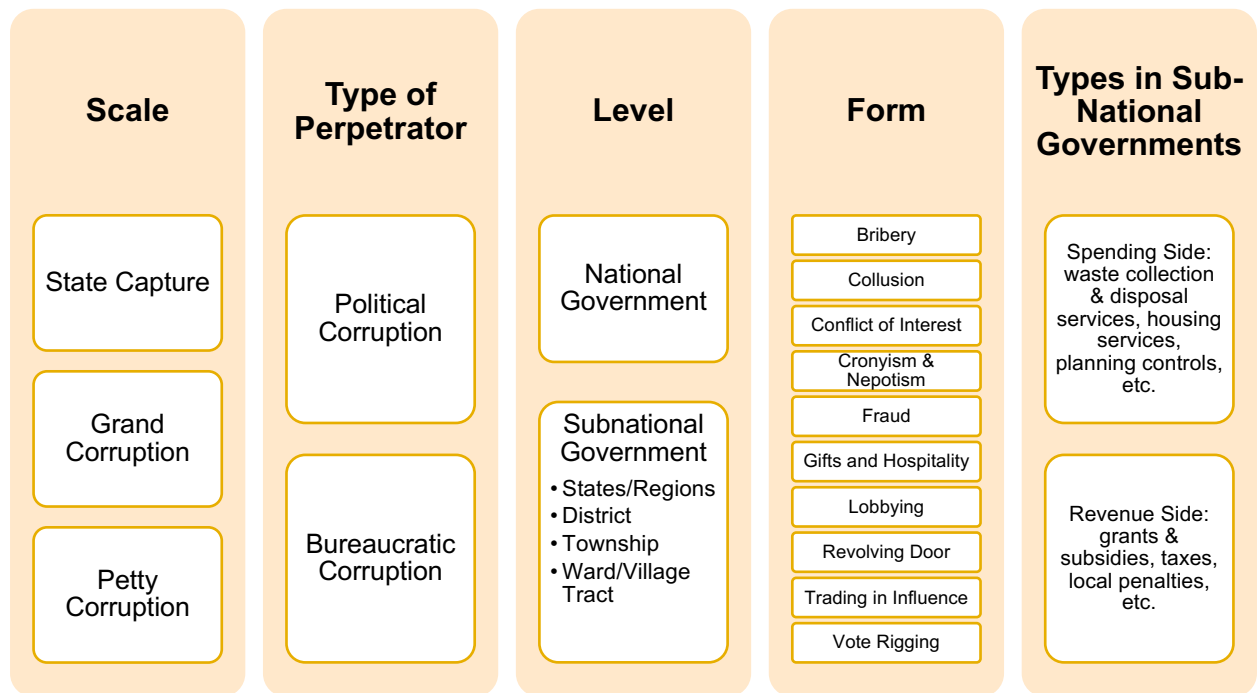 Scale
State Capture
Grand
Corruption
Petty
Corruption
Type of
Perpetrator
Political
Corruption
Bureaucratic
Corruption
Level
National
Government
Subnational
Government
• States/Regions
• District
• Township
• Ward/Village
Tract
Form
Bribery
Collusion
Conflict of Interest
Cronyism &
Nepotism
Fraud
Gifts and Hospitality
Lobbying
Revolving Door
Trading in Influence
Vote Rigging
Types in Sub-
National
Governments
Spending Side:
waste collection
& disposal
services, housing
services,
planning controls,
etc.
Revenue Side:
grants &
subsidies, taxes,
local penalties,
etc.